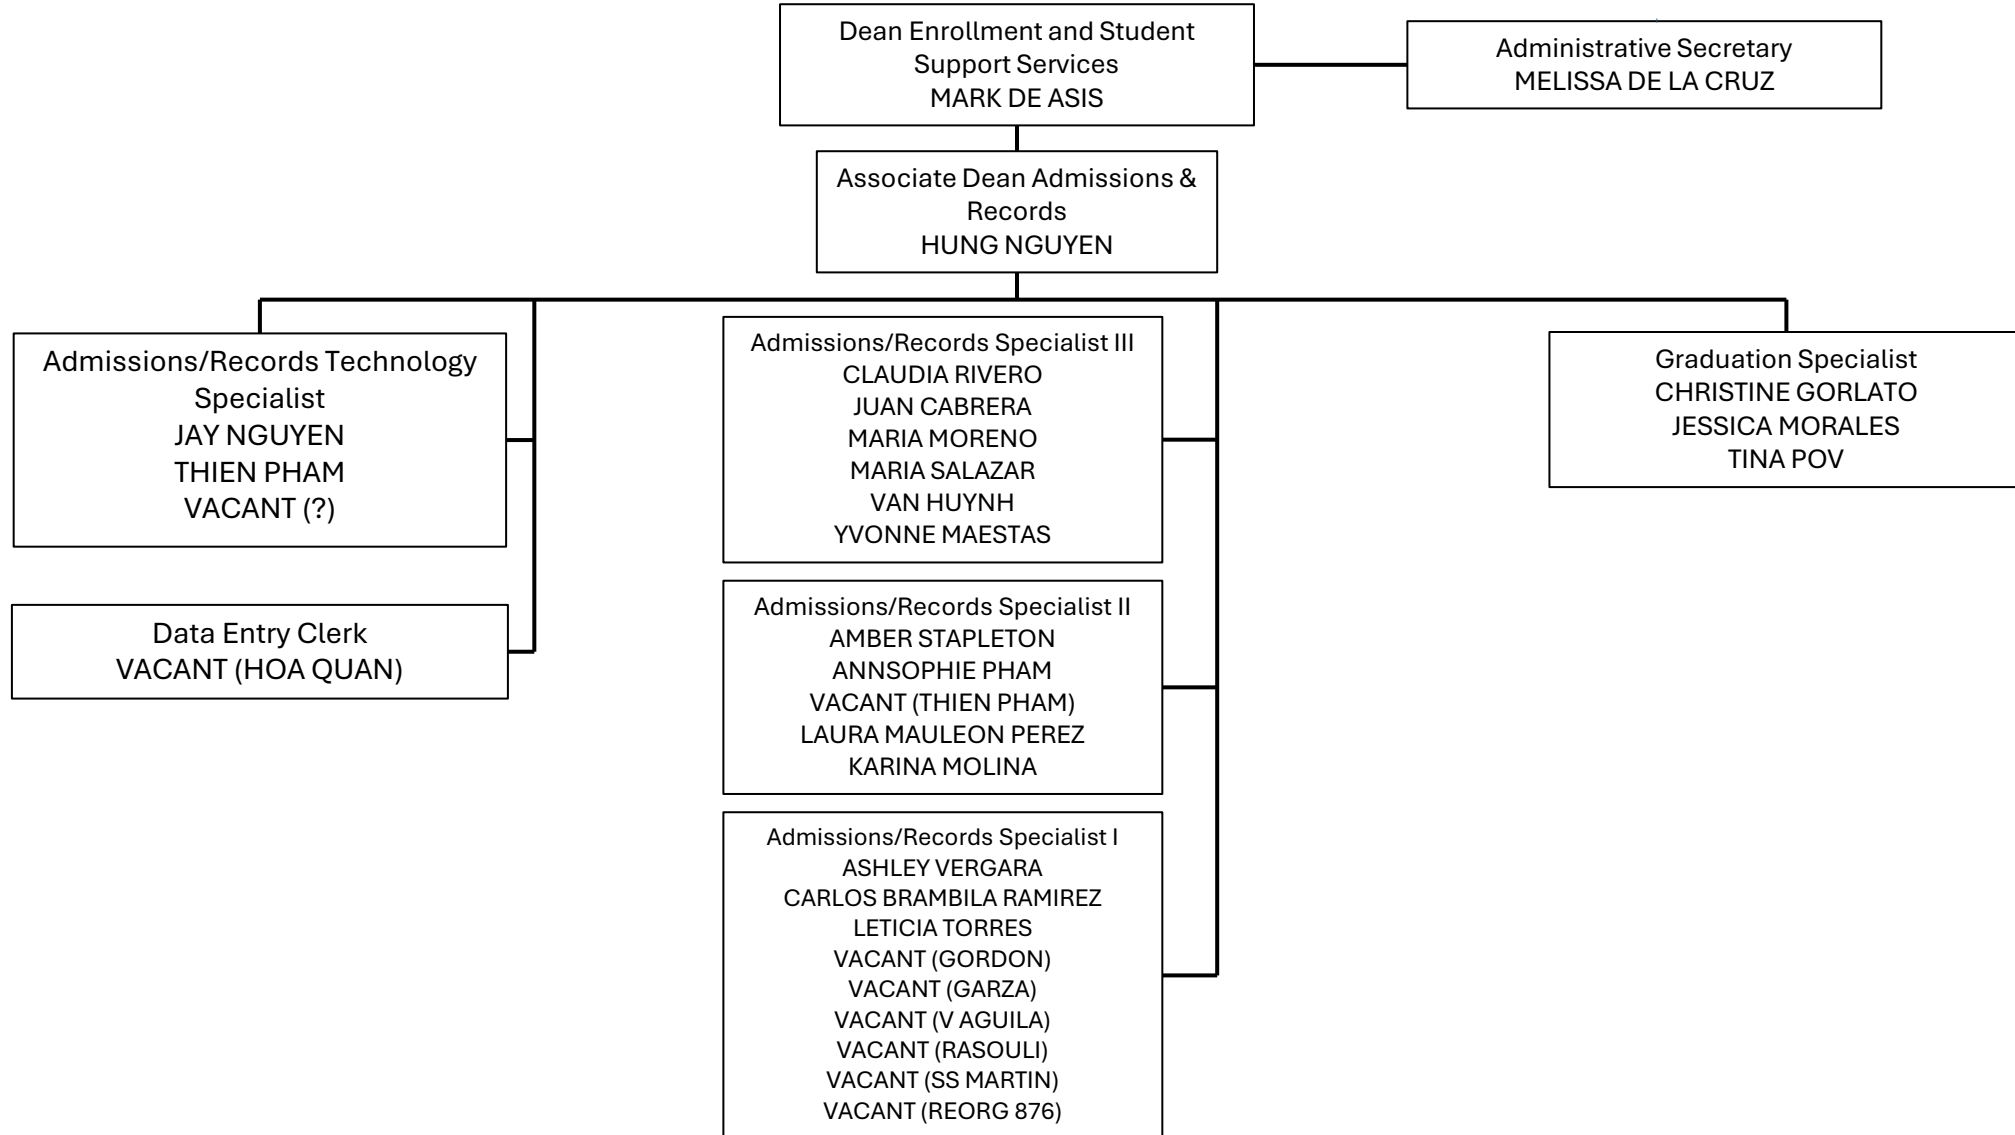 Dean Enrollment and Student
Support Services
MARK DE ASIS
Administrative Secretary
MELISSA DE LA CRUZ
Associate Dean Admissions &
Records
HUNG NGUYEN
Admissions/Records Technology
Specialist
JAY NGUYEN
THIEN PHAM
VACANT (?)
Data Entry Clerk
VACANT (HOA QUAN)
Admissions/Records Specialist III
CLAUDIA RIVERO
JUAN CABRERA
MARIA MORENO
MARIA SALAZAR
VAN HUYNH
YVONNE MAESTAS
Admissions/Records Specialist II
AMBER STAPLETON
ANNSOPHIE PHAM
VACANT (THIEN PHAM)
LAURA MAULEON PEREZ
KARINA MOLINA
Admissions/Records Specialist I
ASHLEY VERGARA
CARLOS BRAMBILA RAMIREZ
LETICIA TORRES
VACANT (GORDON)
VACANT (GARZA)
VACANT (V AGUILA)
VACANT (RASOULI)
VACANT (SS MARTIN)
VACANT (REORG 876)
Graduation Specialist
CHRISTINE GORLATO
JESSICA MORALES
TINA POV